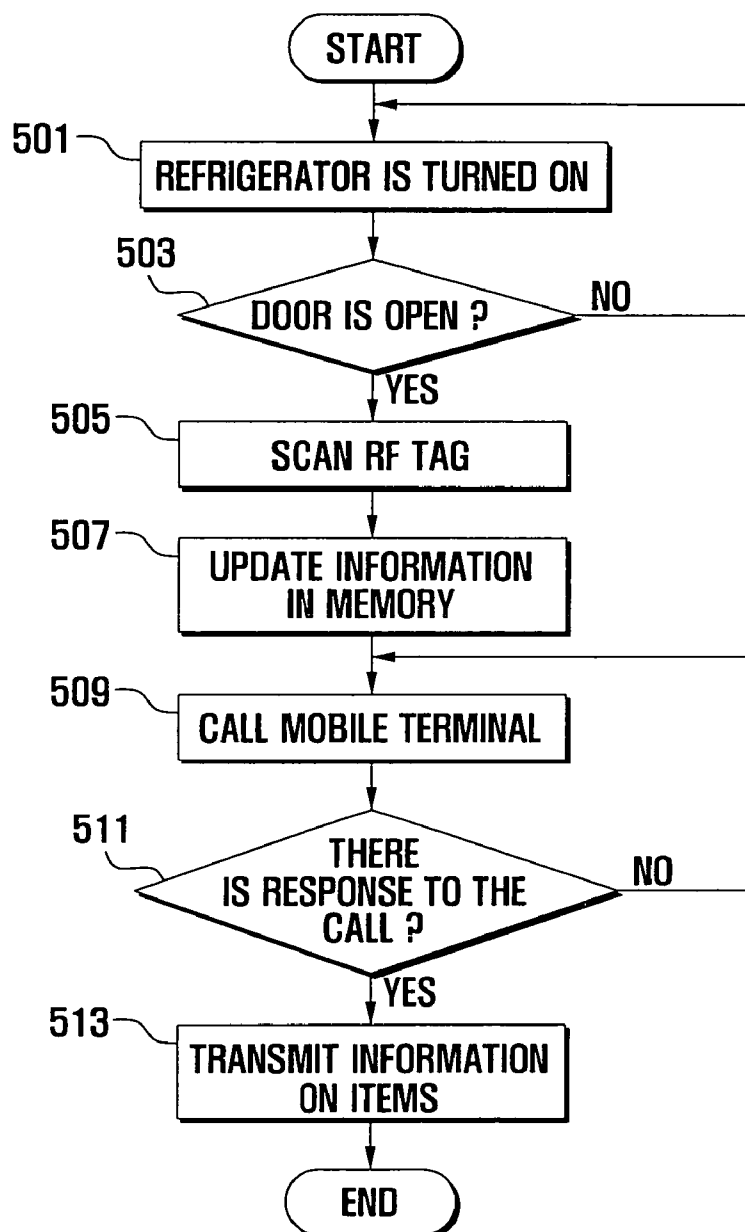 START
501
REFRIGERATOR IS TURNED ON
503
DOOR IS OPEN ?
NO
YES
505
SCAN RF TAG
507
UPDATE INFORMATION
IN MEMORY
509
CALL MOBILE TERMINAL
511
THERE
IS RESPONSE TO THE
CALL ?
NO
YES
513
TRANSMIT INFORMATION
ON ITEMS
END